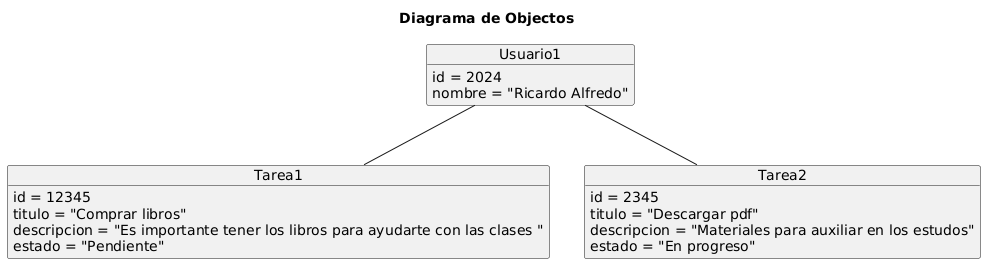 Diagrama de Objectos
Usuario1
id = 2024
nombre = "Ricardo Alfredo"
Tarea1
id = 12345
titulo = "Comprar libros"
descripcion = "Es importante tener los libros para ayudarte con las clases "
estado = "Pendiente"
Tarea2
id = 2345
titulo = "Descargar pdf"
descripcion = "Materiales para auxiliar en los estudos"
estado = "En progreso"